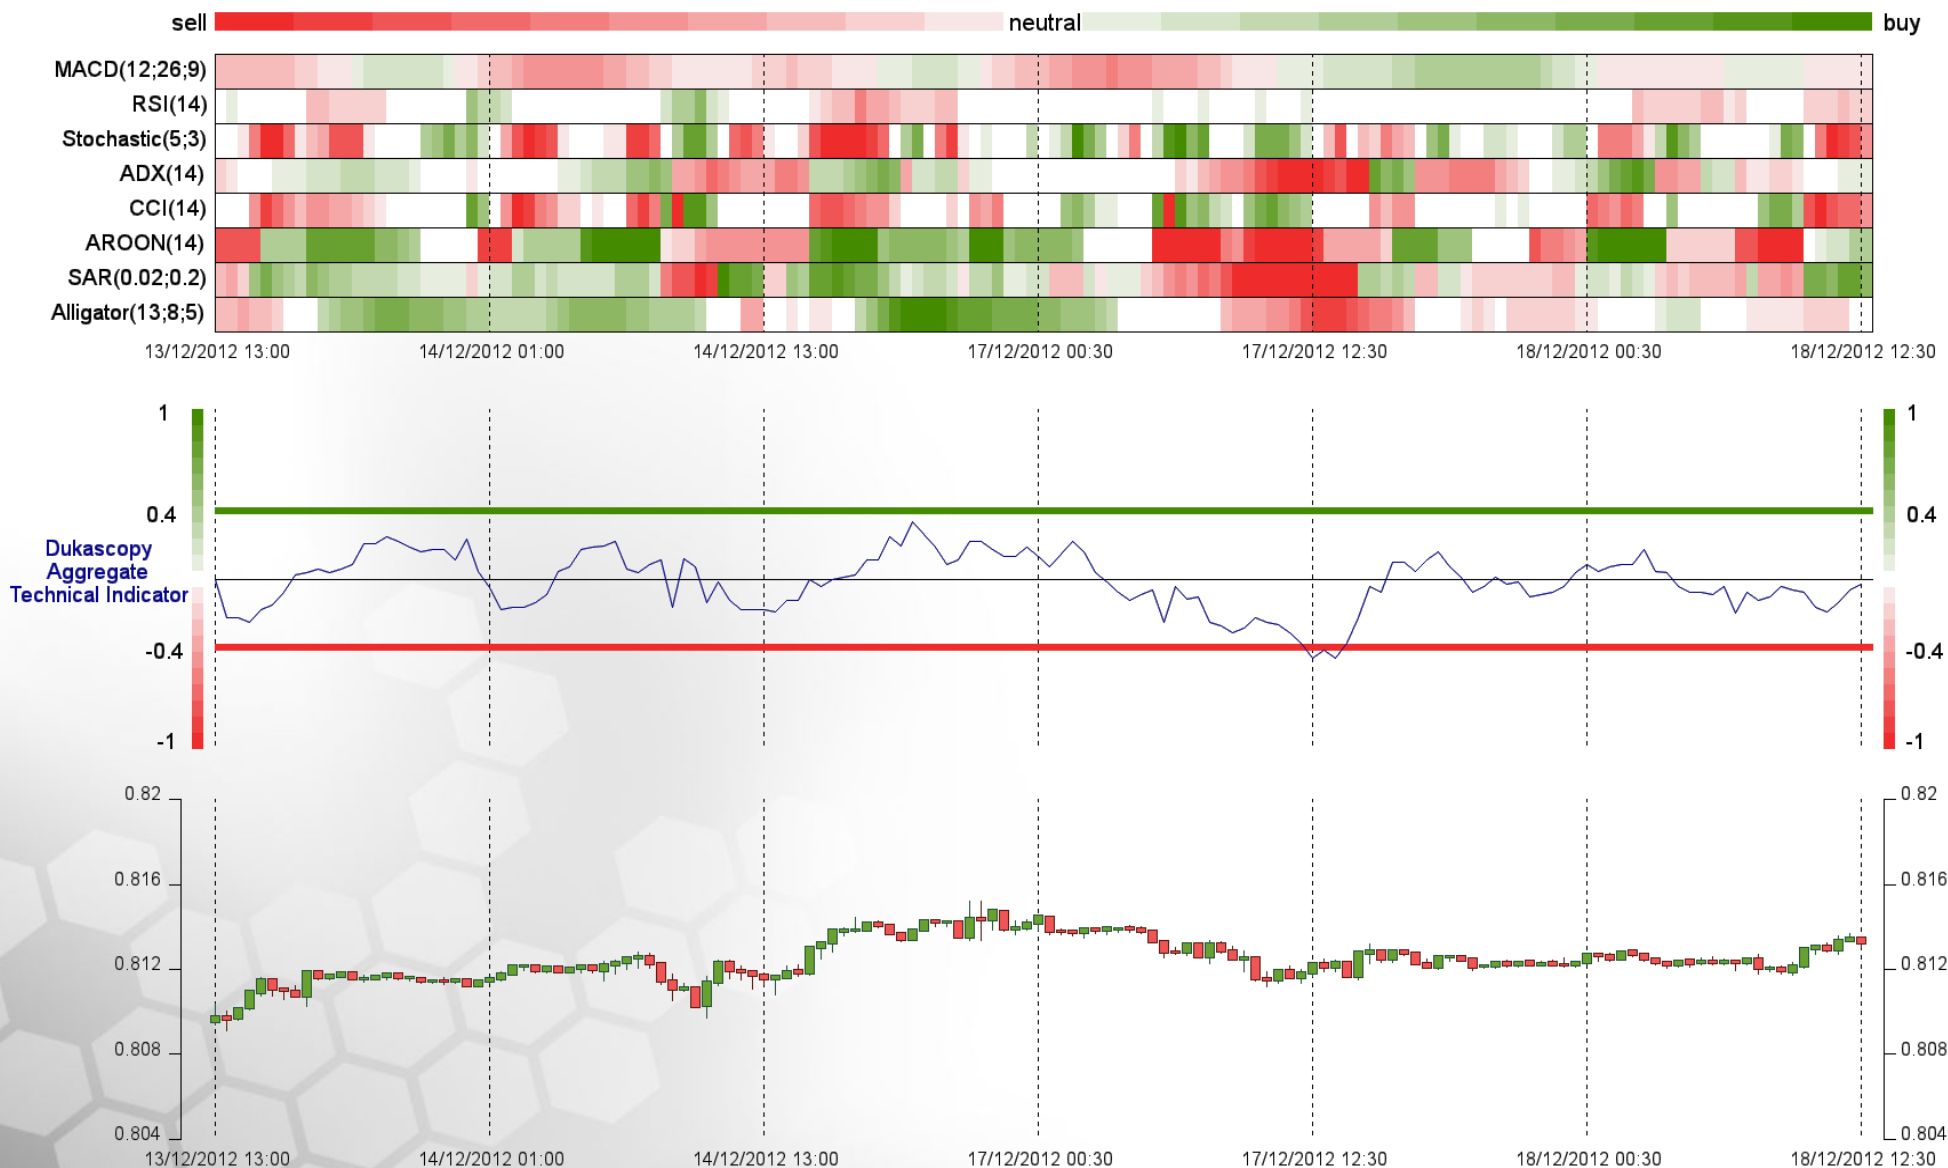 sell neutral buy
MACD(12;26;9)
RSI(14)
Stochastic(5;3)
ADX(14)
CCI(14)
AROON(14)
SAR(0.02;0.2)
Alligator(13;8;5)
13/12/2012 13:00 14/12/2012 01:00 14/12/2012 13:00 17/12/2012 00:30 17/12/2012 12:30 18/12/2012 00:30 18/12/2012 12:30
1 1
0.4 0.4
Dukascopy
Aggregate
Technical Indicator
-0.4 -0.4
-1 -1
0.82 0.82
0.816 0.816
0.812 0.812
0.808 0.808
0.804 0.804
13/12/2012 13:00 14/12/2012 01:00 14/12/2012 13:00 17/12/2012 00:30 17/12/2012 12:30 18/12/2012 00:30 18/12/2012 12:30